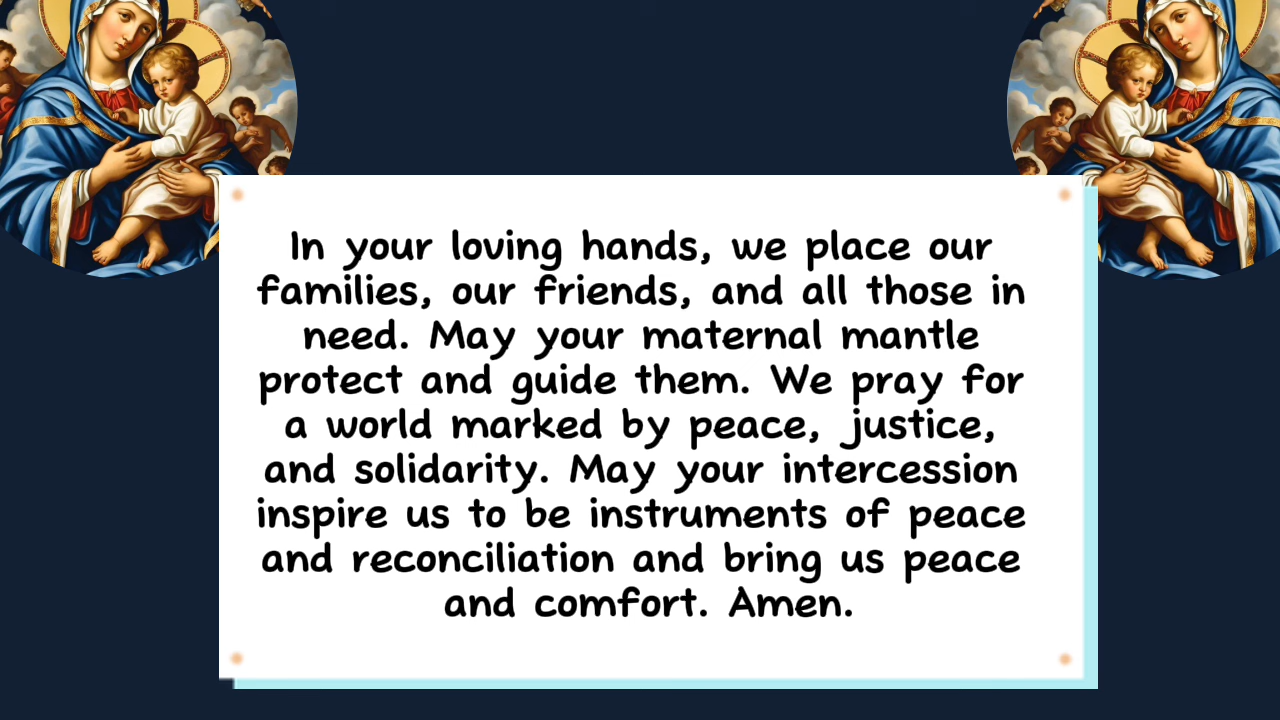 In your loving hands, we place our
families, our friends, and all those in
need. May your maternal mantle
protect and guide them. We pray for
a world marked by peace, justice,
and solidarity. May your intercession
inspire us to be instruments of peace
and reconciliation and bring us peace
and comfort. Amen.